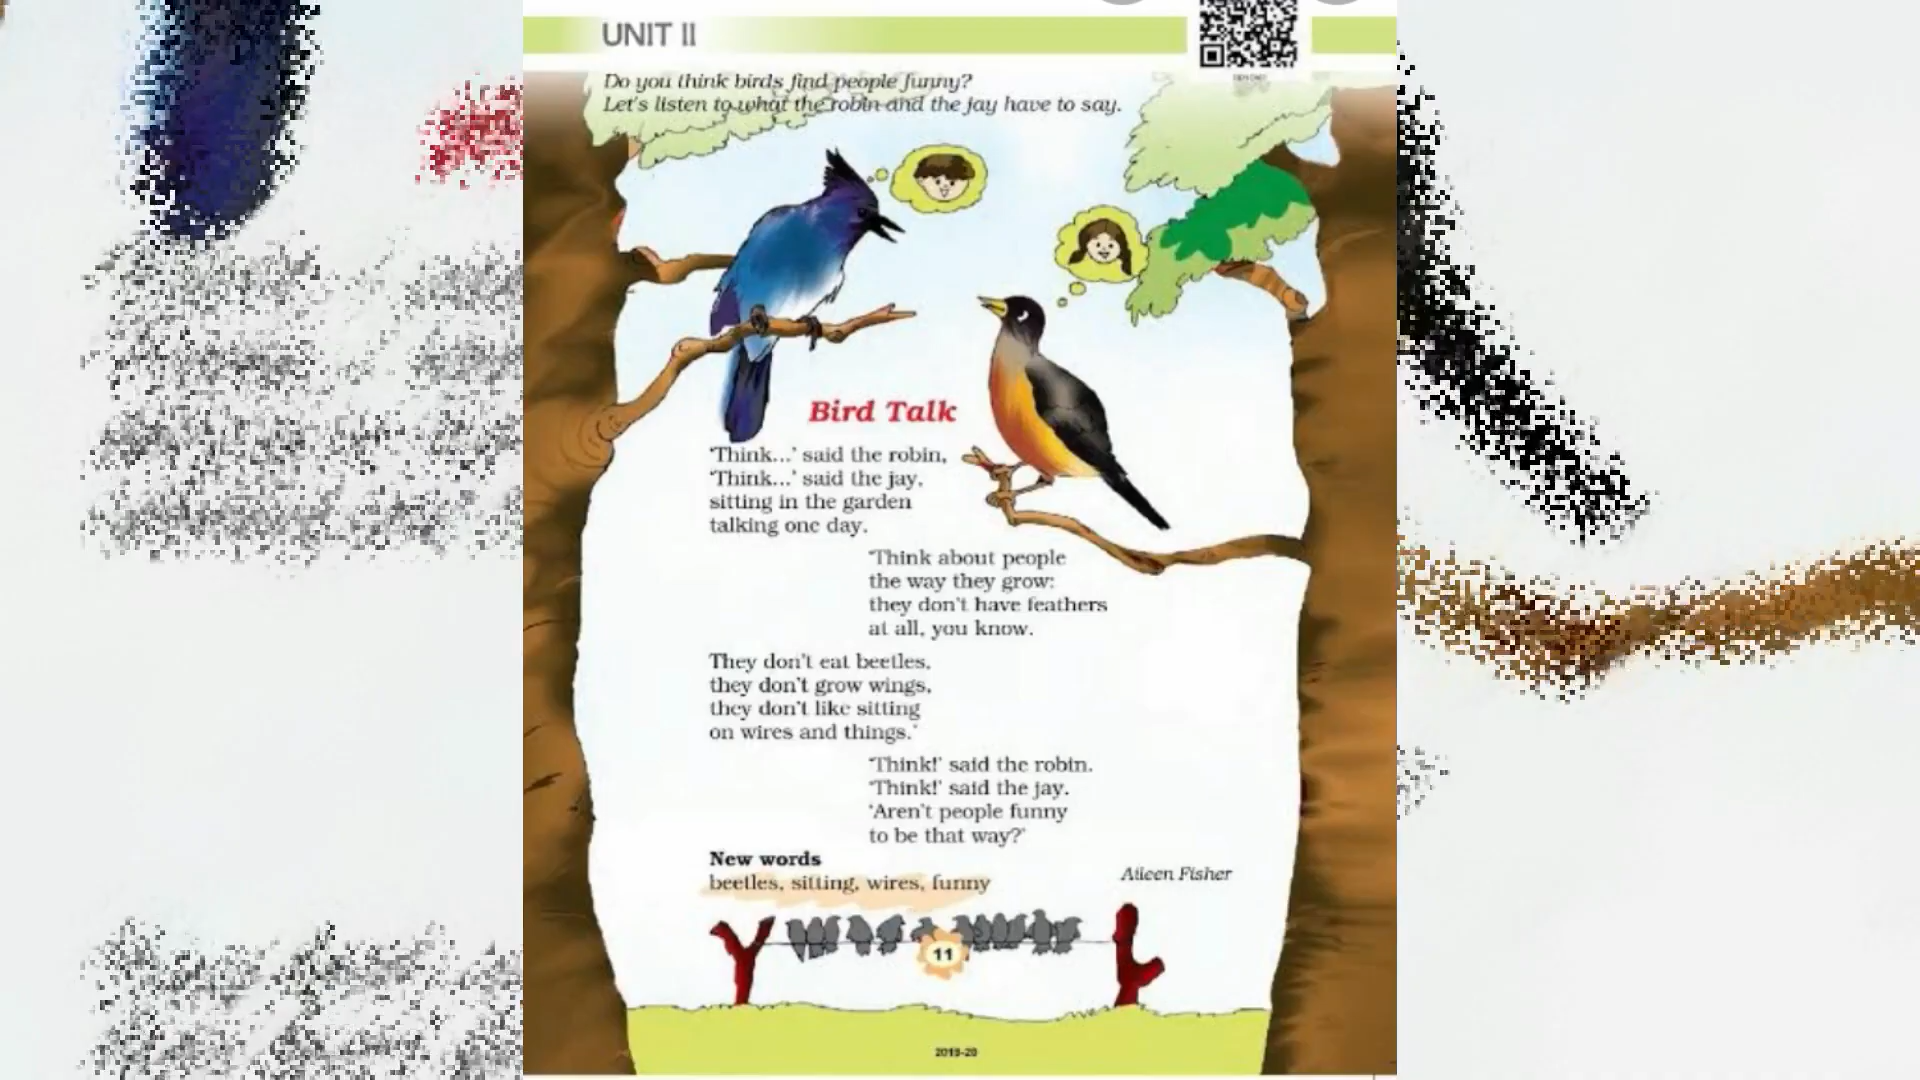 UNIT II
Do you think birds find people funny?
Let's listen to what the robin and the jay have to say.
Bird Talk
'Think...' said the robin,
'Think...' said the jay,
sitting in the garden
talking one day.
'Think about people
the way they grow:
they don't have feathers
at all, you know.
They don't eat beetles,
they don't grow wings,
they don't like sitting
on wires and things.'
'Think!' said the robin.
'Think!' said the jay.
'Aren't people funny
to be that way?'
New words
beetles, sitting, wires, funny
Aileen Fisher
11
2019-20